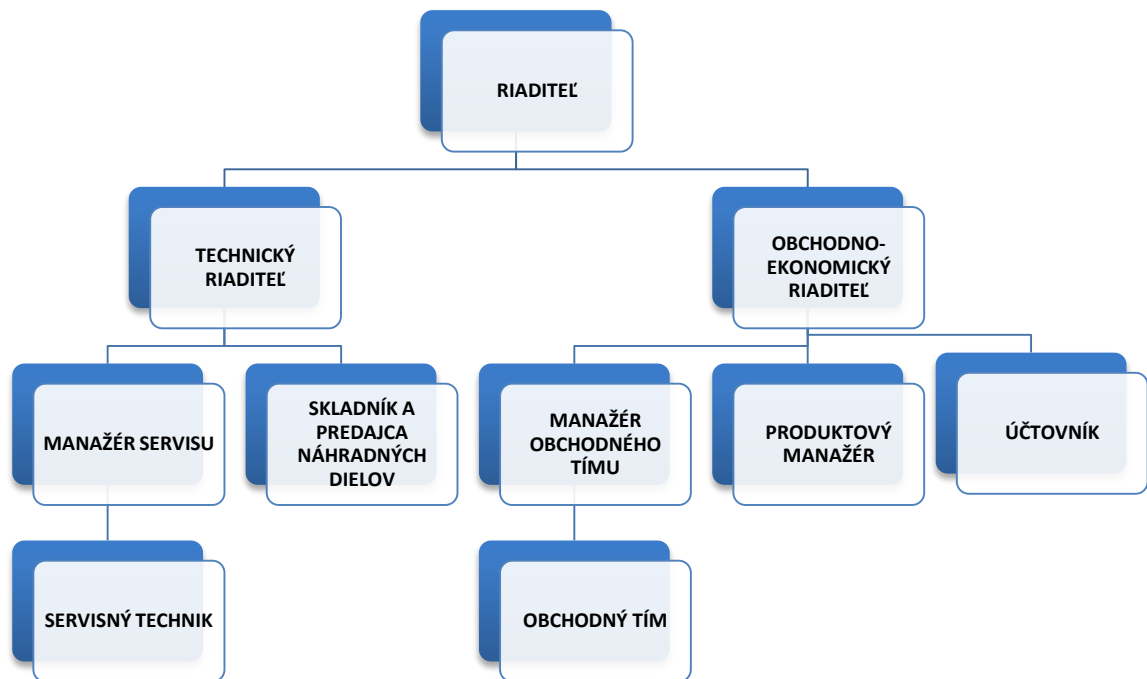 RIADITEĽ
TECHNICKÝ
RIADITEĽ
OBCHODNO-
EKONOMICKÝ
RIADITEĽ
MANAŽÉR SERVISU
SKLADNÍK A
PREDAJCA
NÁHRADNÝCH
DIELOV
MANAŽÉR
OBCHODNÉHO
TÍMU
PRODUKTOVÝ
MANAŽÉR
ÚČTOVNÍK
SERVISNÝ TECHNIK
OBCHODNÝ TÍM